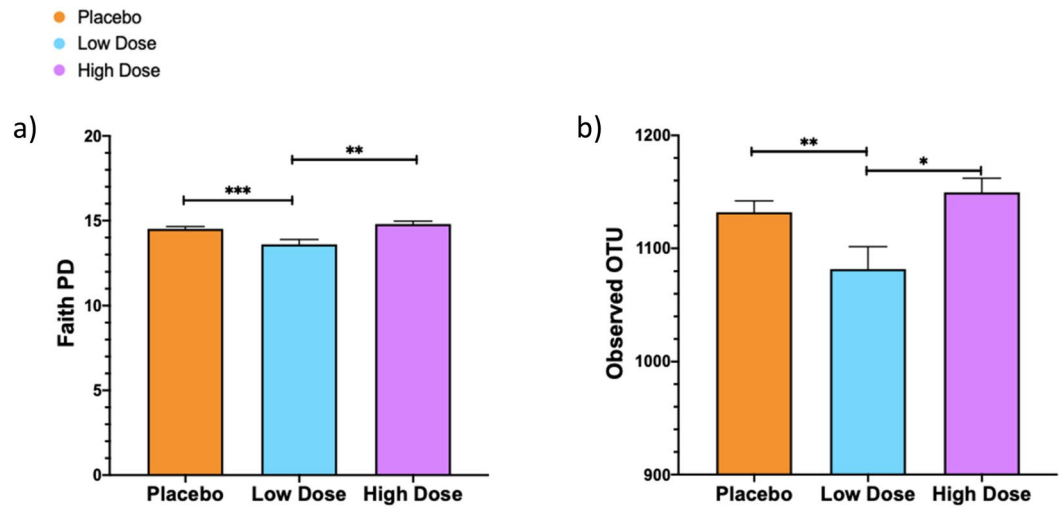 Placebo
Low Dose
High Dose
a)
20
15
10
5
0
Faith PD
***
**
Placebo Low Dose High Dose
b)
1200
1100
1000
900
Observed OTU
**
*
Placebo Low Dose High Dose